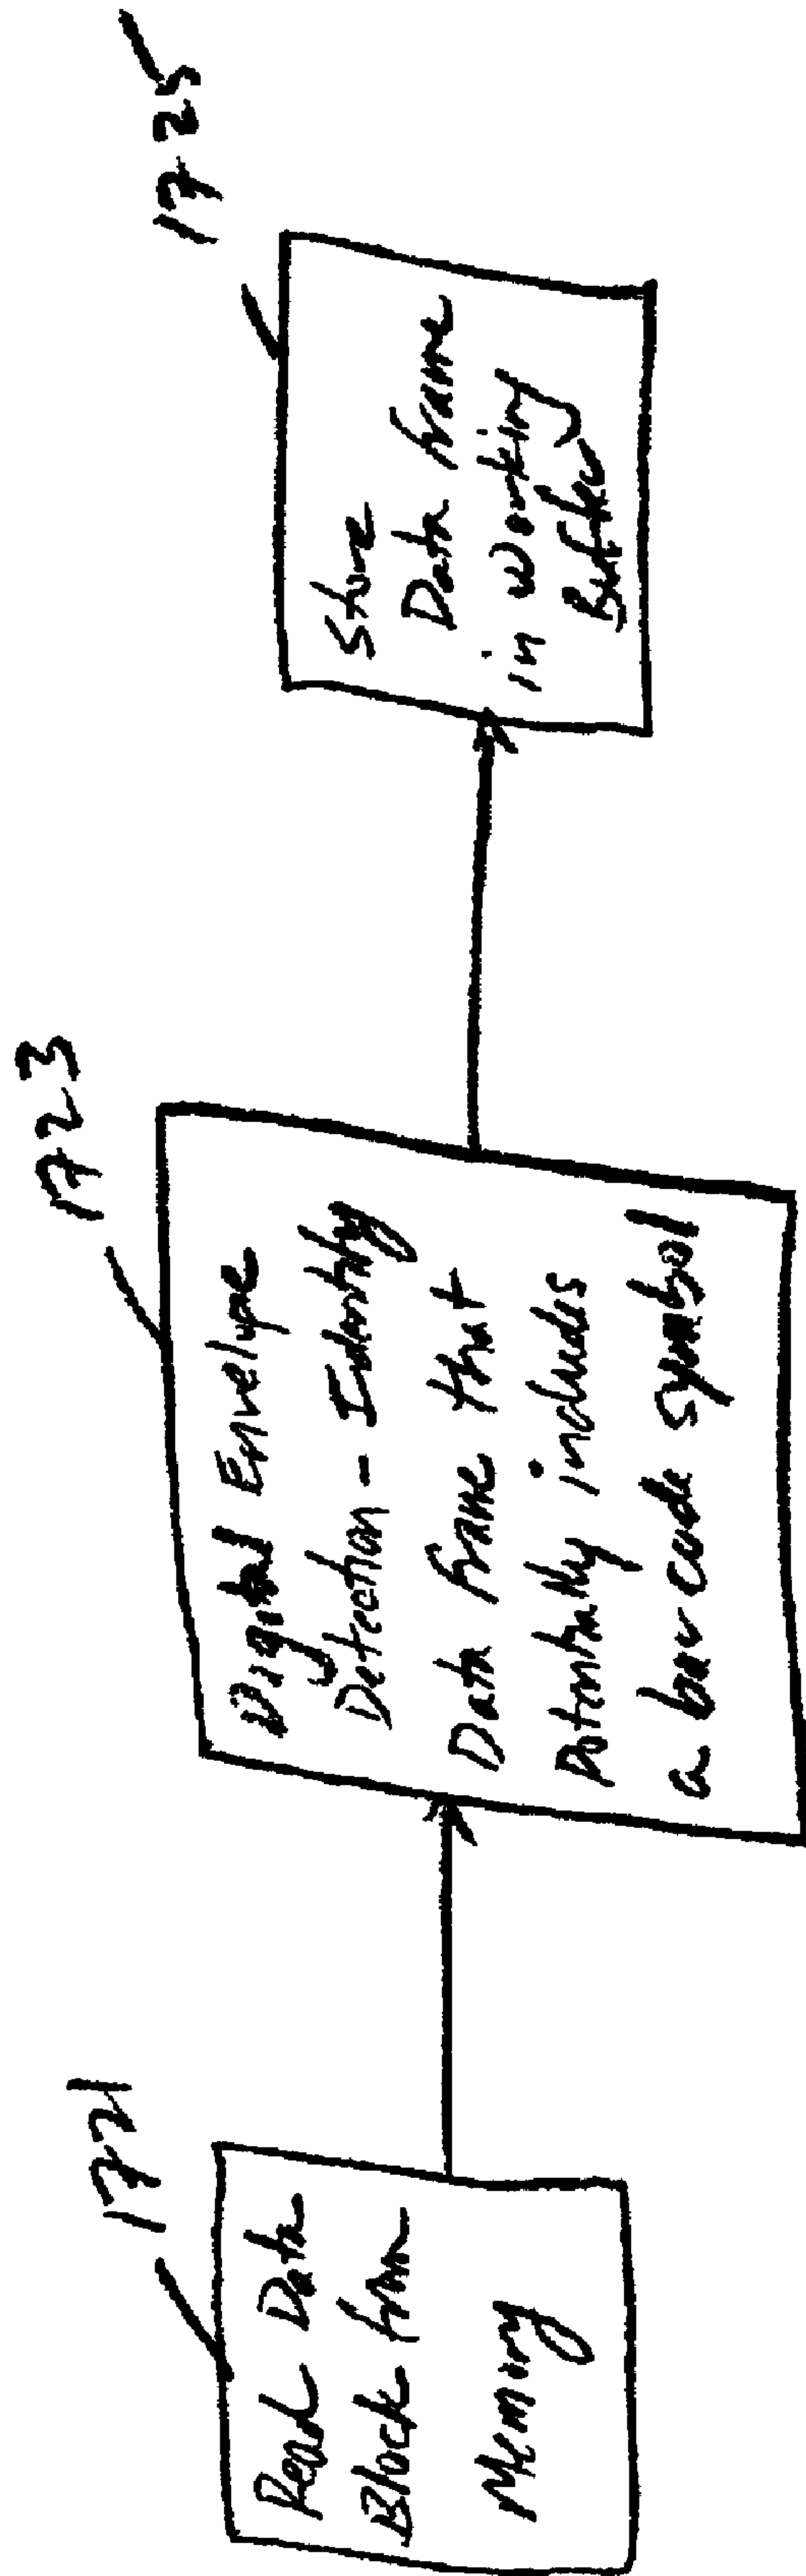 1721
Read Data
Block from
Memory
1723
Digital Envelope
Detection - Identify
Data Frame that
Potentially includes
a bar code symbol
1725
Store
Data frame
in working
Buffer